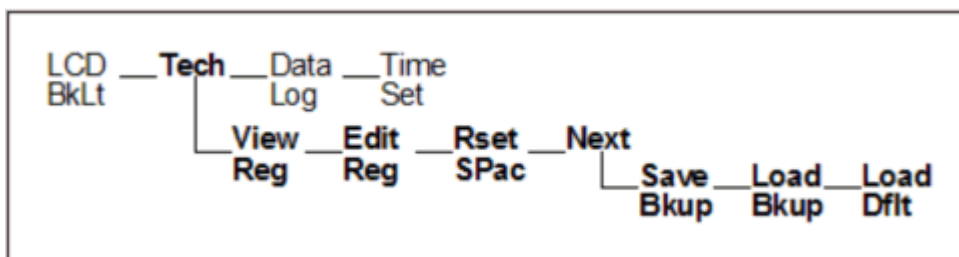 LCD Tech Data Time
BkLt Log Set
View Edit Rset Next
Reg Reg SPac
Save Load Load
Bkup Bkup Dflt